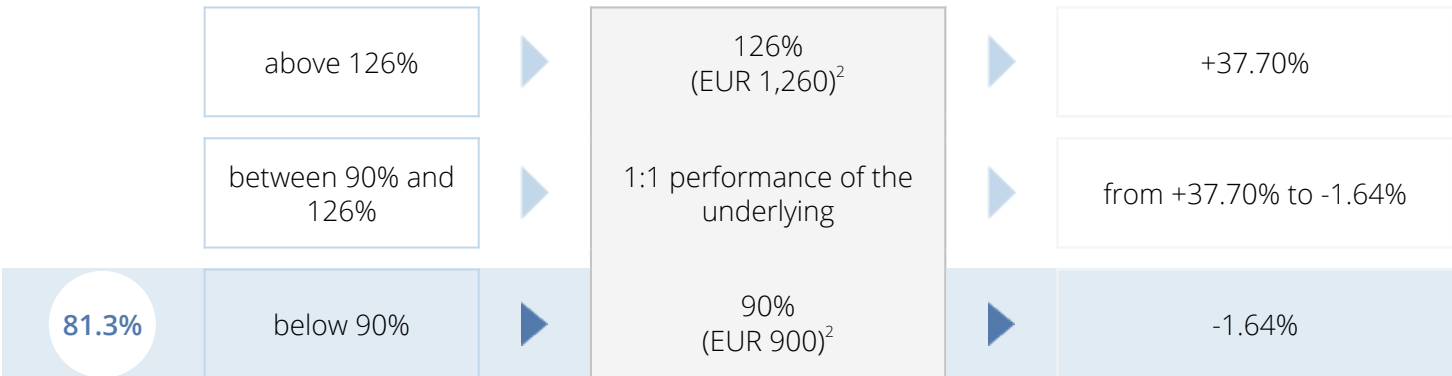 above 126%
126%
(EUR 1,260)²
+37.70%
between 90% and
126%
1:1 performance of the
underlying
from +37.70% to -1.64%
81.3%
below 90%
90%
(EUR 900)²
-1.64%